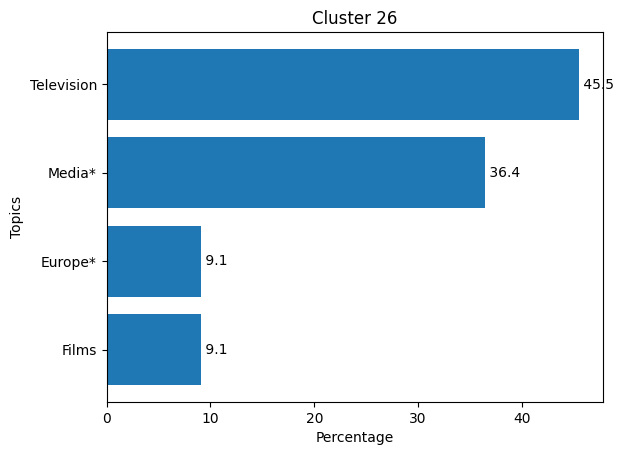 Cluster 26
Topics
Television
45.5
Media*
36.4
Europe*
9.1
Films
9.1
0 10 20 30 40
Percentage